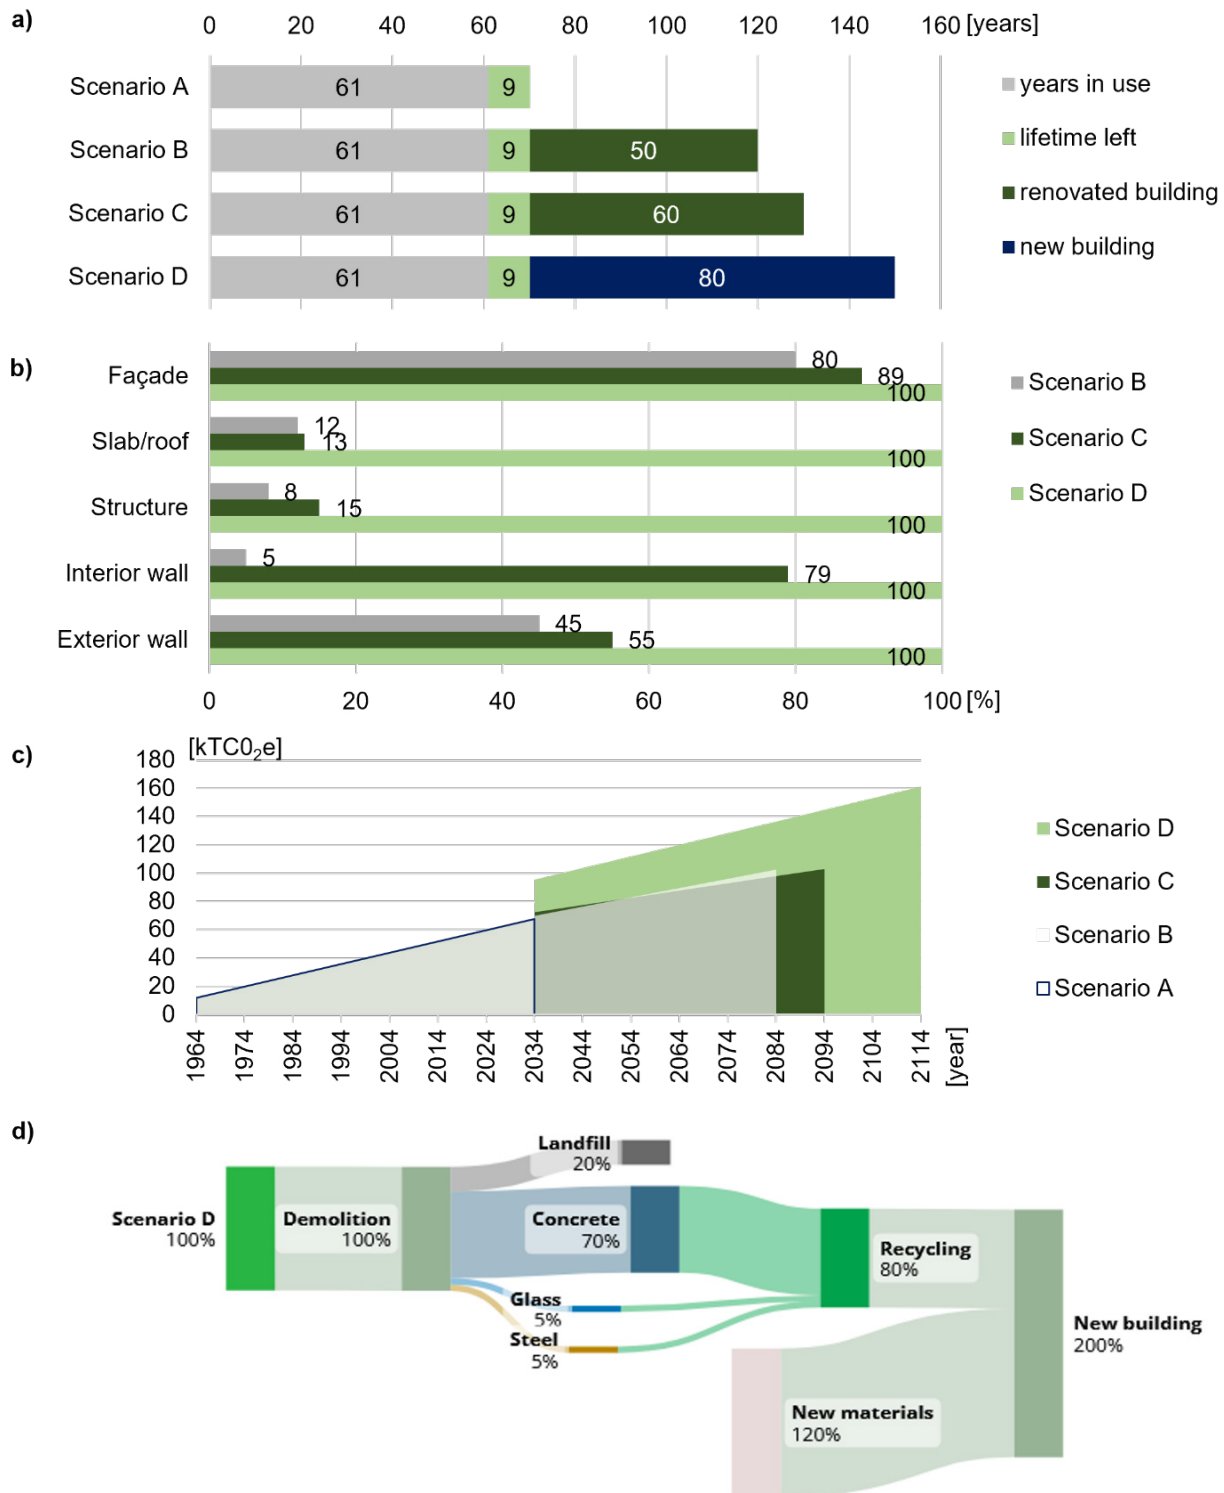 a)
0 20 40 60 80 100 120 140 160 [years]
Scenario A 61 9
Scenario B 61 9 50
Scenario C 61 9 60
Scenario D 61 9 80
years in use
lifetime left
renovated building
new building
b)
Façade 80 89 100
Slab/roof 12 13 100
Structure 8 15 100
Interior wall 5 79 100
Exterior wall 45 55 100
0 20 40 60 80 100 [%]
Scenario B
Scenario C
Scenario D
c)
[kTC0₂e]
180
160
140
120
100
80
60
40
20
0
1964 1974 1984 1994 2004 2014 2024 2034 2044 2054 2064 2074 2084 2094 2104 2114 [year]
Scenario D
Scenario C
Scenario B
Scenario A
d)
Scenario D
100%
Demolition
100%
Landfill
20%
Concrete
70%
Glass
5%
Steel
5%
Recycling
80%
New materials
120%
New building
200%